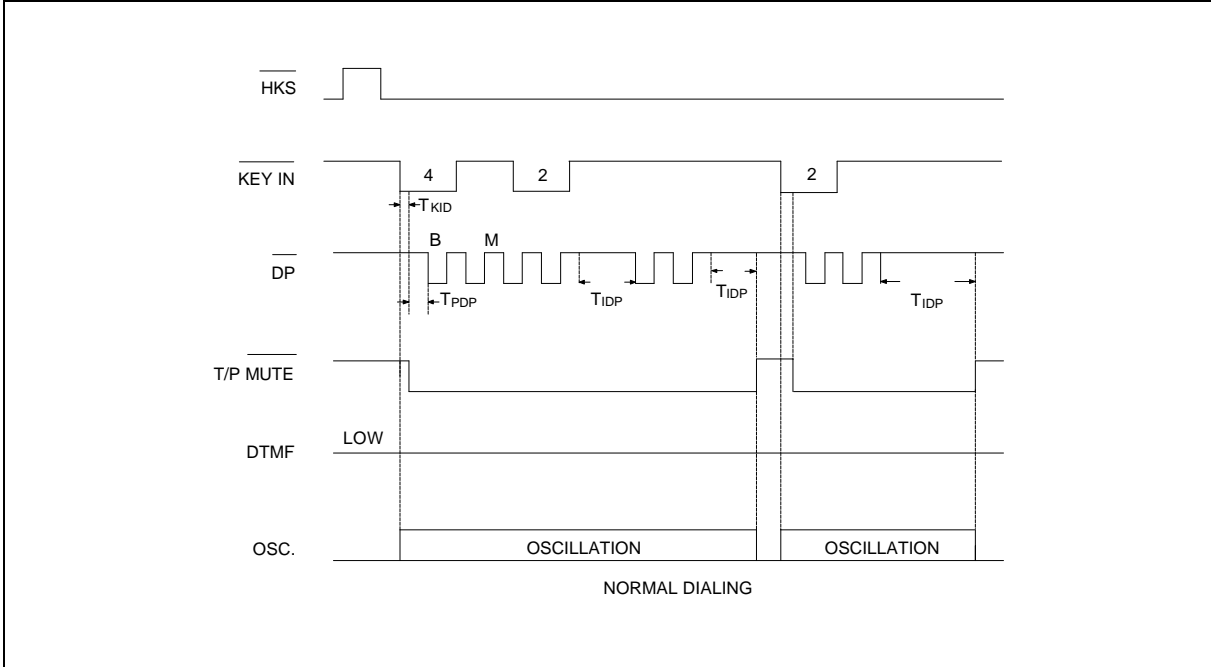 HKS
KEY IN
4
2
2
TKID
B
M
DP
TPDP
TIDP
TIDP
TIDP
T/P MUTE
LOW
DTMF
OSC.
OSCILLATION
OSCILLATION
NORMAL DIALING